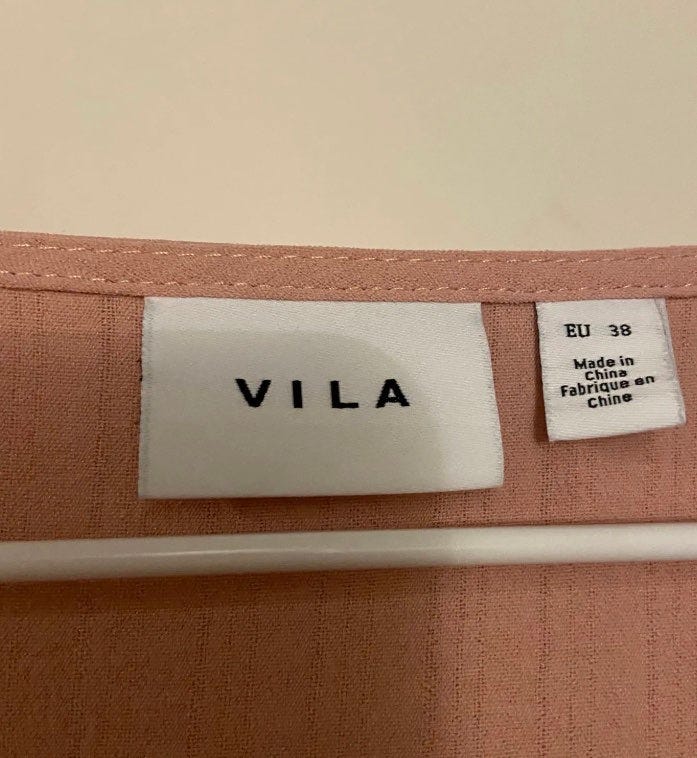 VILA
EU 38
Made in
China
Fabrique en
Chine